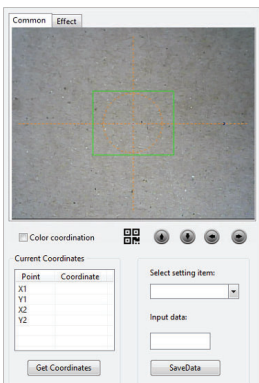 Common Effect
Color coordination
Current Coordinates
Point Coordinate
X1
Y1
X2
Y2
Get Coordinates
Select setting item:
Input data:
SaveData